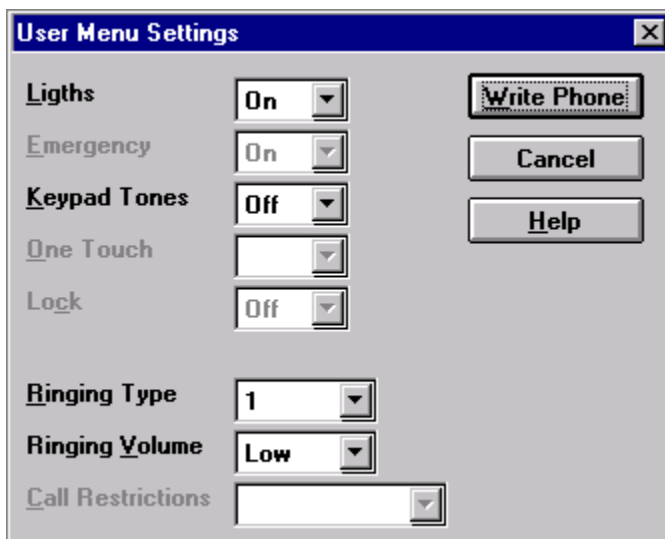 User Menu Settings
Ligths On Write Phone
Emergency On Cancel
Keypad Tones Off Help
One Touch
Lock Off
Ringing Type 1
Ringing Volume Low
Call Restrictions